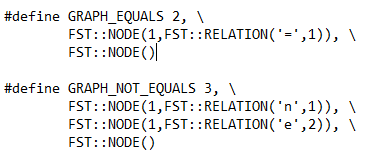 #define GRAPH_EQUALS 2, \
FST::NODE(1,FST::RELATION('=',1)), \
FST::NODE()
#define GRAPH_NOT_EQUALS 3, \
FST::NODE(1,FST::RELATION('n',1)), \
FST::NODE(1,FST::RELATION('e',2)), \
FST::NODE()